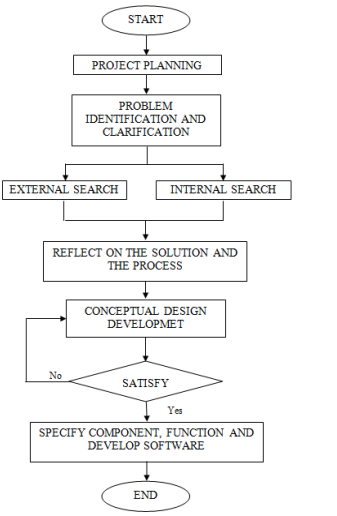 START
PROJECT PLANNING
PROBLEM
IDENTIFICATION AND
CLARIFICATION
EXTERNAL SEARCH
INTERNAL SEARCH
REFLECT ON THE SOLUTION AND
THE PROCESS
CONCEPTUAL DESIGN
DEVELOPMET
No
SATISFY
Yes
SPECIFY COMPONENT, FUNCTION AND
DEVELOP SOFTWARE
END